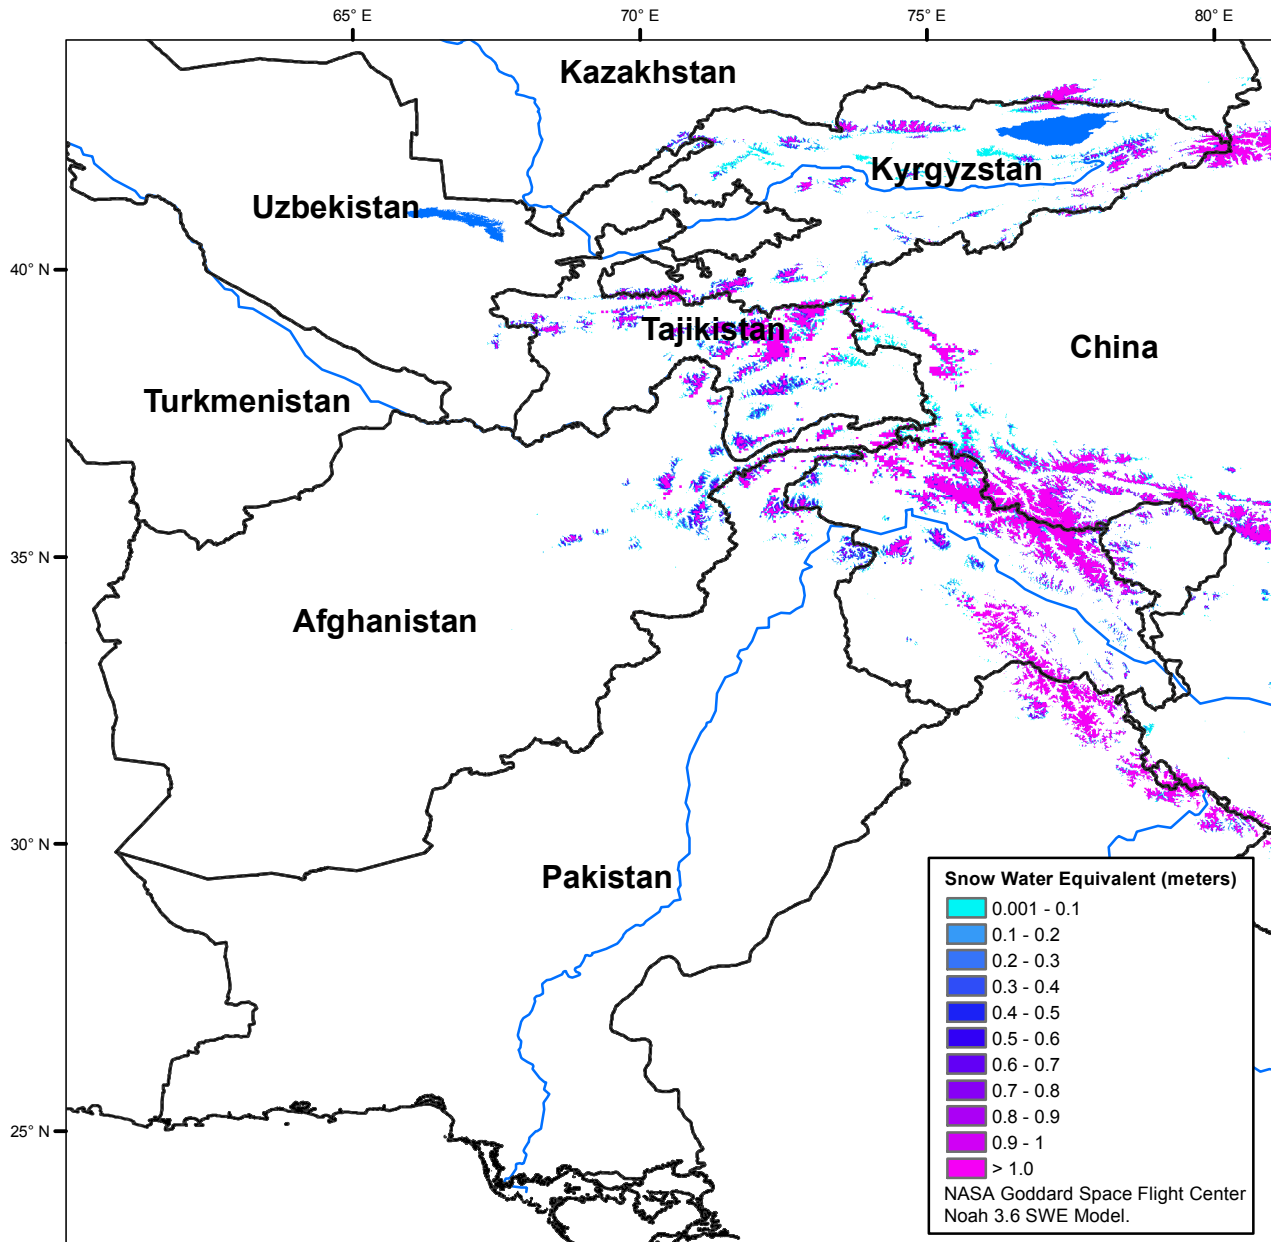 65° E
70° E
75° E
80° E
Kazakhstan
Kyrgyzstan
Uzbekistan
40° N
Tajikistan
China
Turkmenistan
35° N
Afghanistan
30° N
Pakistan
25° N
Snow Water Equivalent (meters)
0.001 - 0.1
0.1 - 0.2
0.2 - 0.3
0.3 - 0.4
0.4 - 0.5
0.5 - 0.6
0.6 - 0.7
0.7 - 0.8
0.8 - 0.9
0.9 - 1
> 1.0
NASA Goddard Space Flight Center
Noah 3.6 SWE Model.